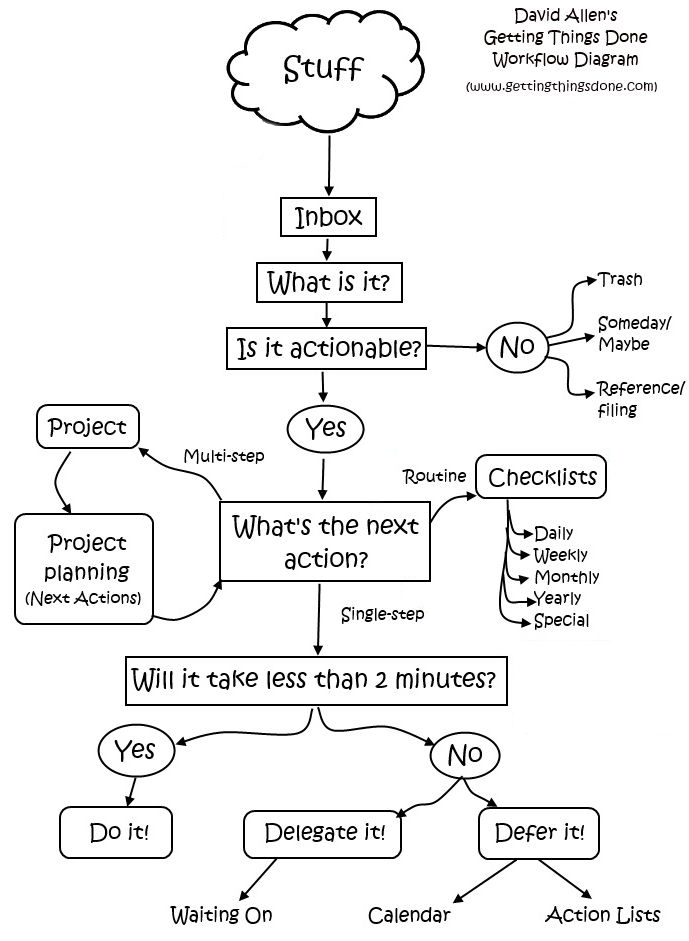 David Allen's
Getting Things Done
Workflow Diagram
(www.gettingthingsdone.com)
Stuff
Inbox
What is it?
Is it actionable?
No
Trash
Someday/
Maybe
Reference/
filing
Yes
Project
Multi-step
Routine
Checklists
What's the next
action?
Project
planning
(Next Actions)
Daily
Weekly
Monthly
Yearly
Special
Single-step
Will it take less than 2 minutes?
Yes
No
Do it!
Delegate it!
Defer it!
Waiting On
Calendar
Action Lists